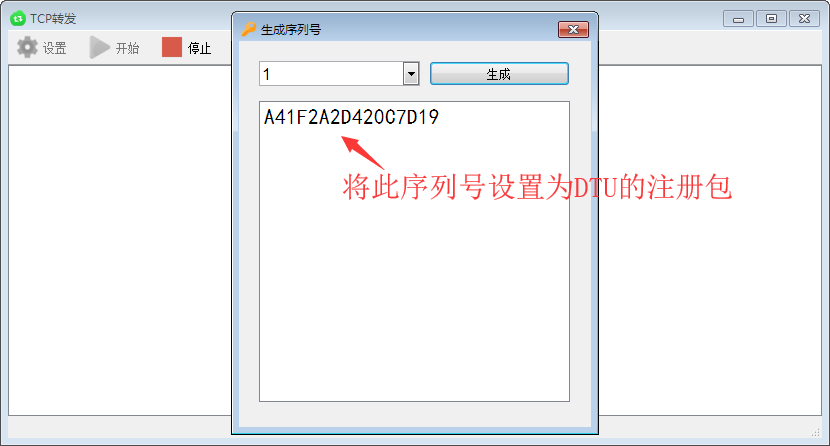 TCP转发
设置
开始
停止
生成序列号
1
生成
A41F2A2D420C7D19
将此序列号设置为DTU的注册包